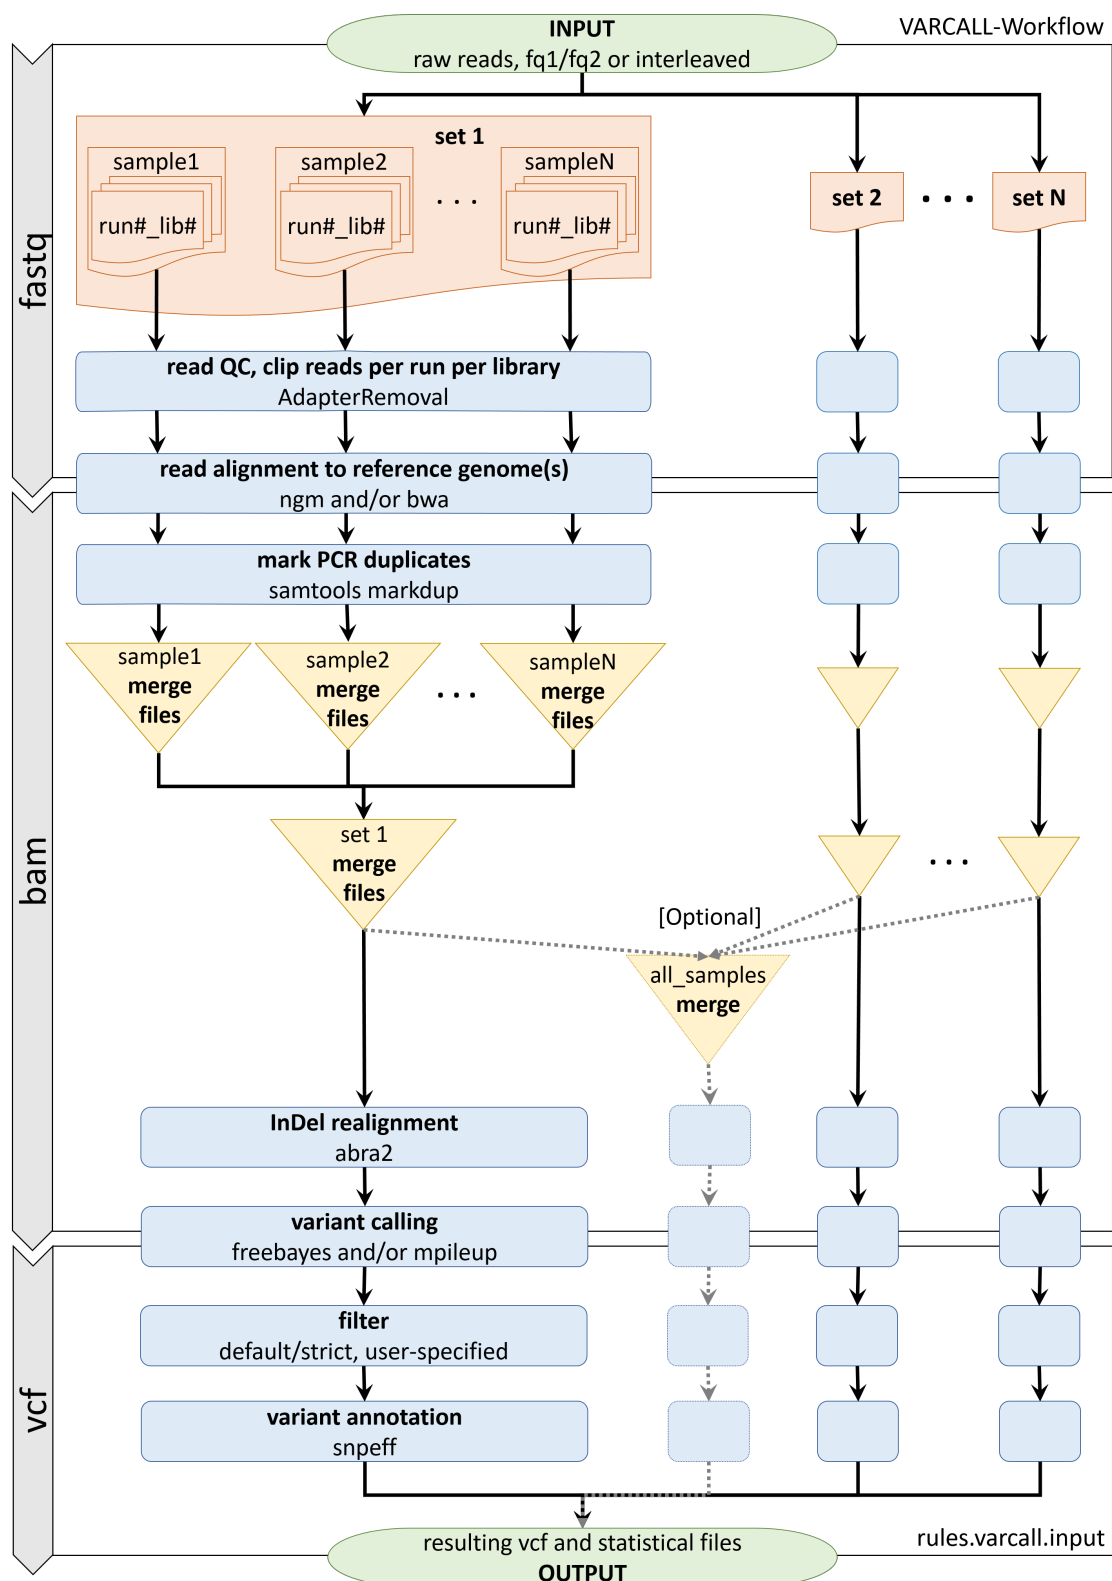 VARCALL-Workflow
INPUT
raw reads, fq1/fq2 or interleaved
fastq
set 1
sample1
run#_lib#
sample2
run#_lib#
. . .
sampleN
run#_lib#
set 2
. . .
set N
read QC, clip reads per run per library
AdapterRemoval
read alignment to reference genome(s)
ngm and/or bwa
bam
mark PCR duplicates
samtools markdup
sample1
merge
files
sample2
merge
files
. . .
sampleN
merge
files
set 1
merge
files
. . .
[Optional]
all_samples
merge
InDel realignment
abra2
variant calling
freebayes and/or mpileup
vcf
filter
default/strict, user-specified
variant annotation
snpeff
resulting vcf and statistical files
OUTPUT
rules.varcall.input